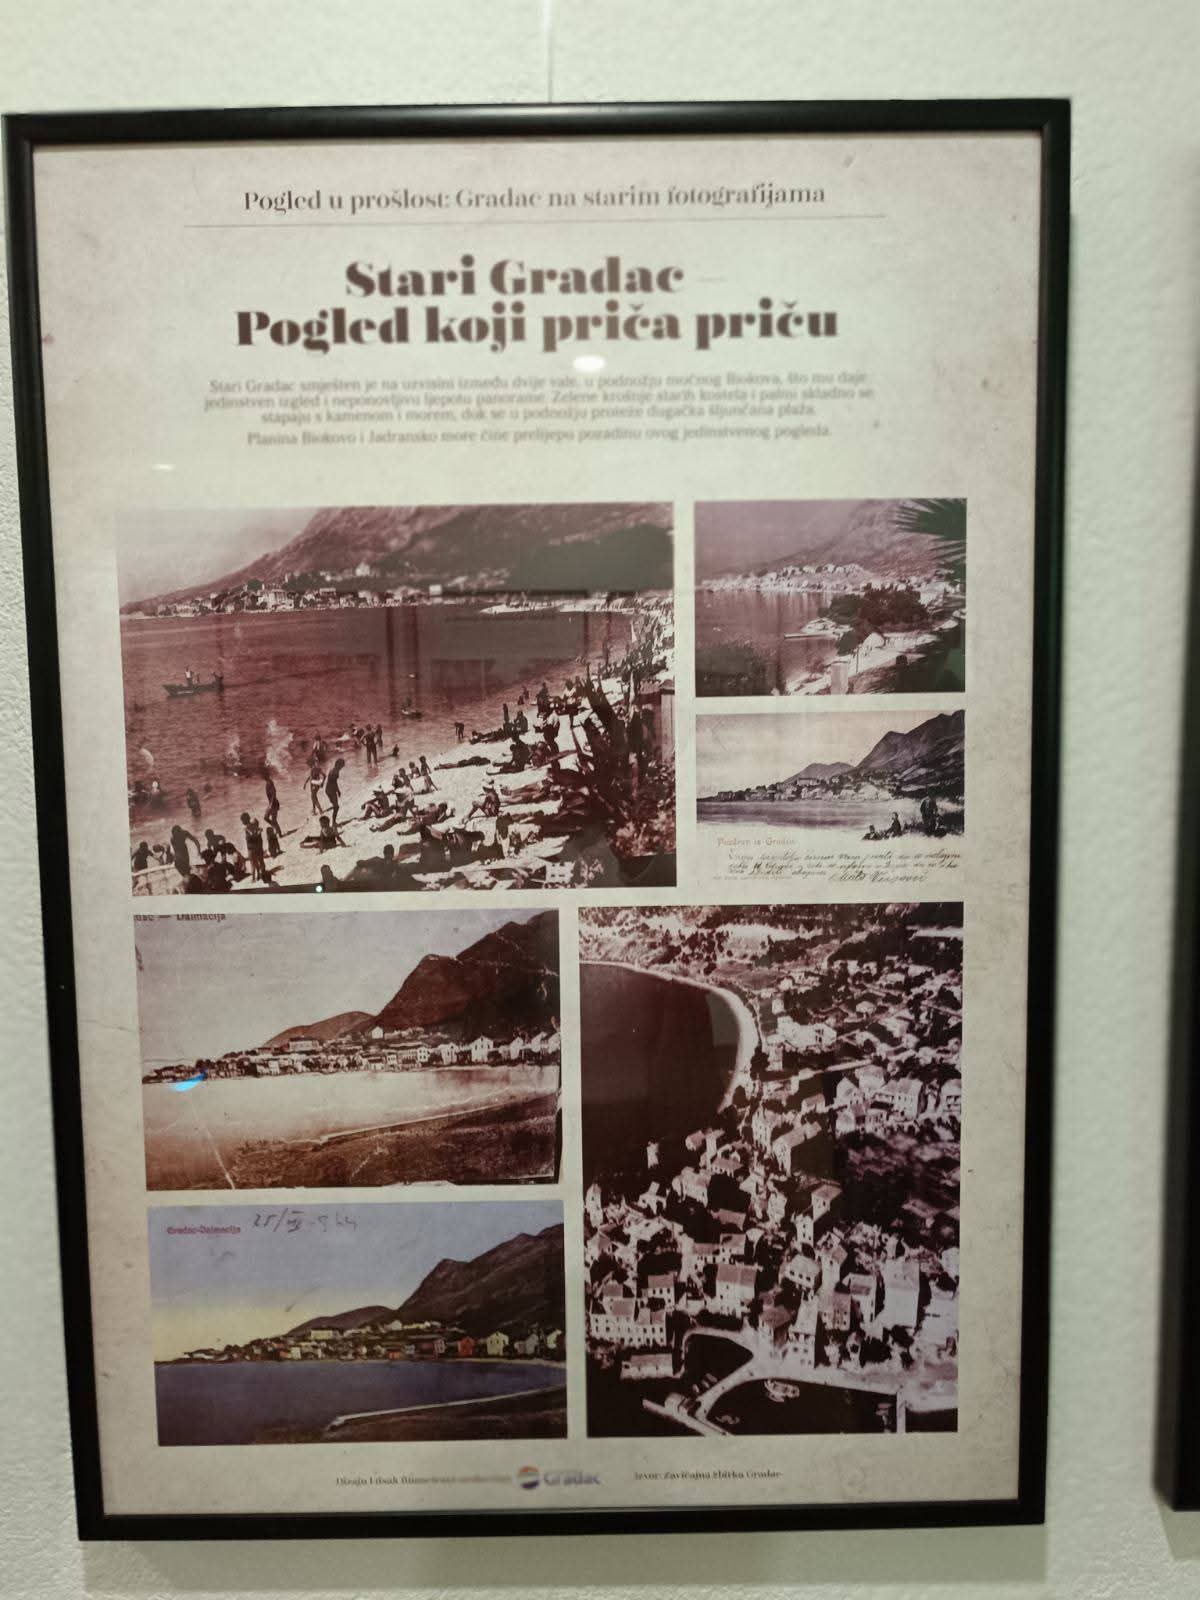 Pogled u prošlost: Gradac na starim fotografijama
Stari Gradac
Pogled koji priča priču
Stari Gradac smješten je na uzvisini između dvije vale, u podnožju moćnog Biokova, što mu daje
jedinstven izgled i neponovljivu ljepotu panorame. Zelene krošnje starih kostela i palmi skladno se
stapaju s kamenom i morem, dok se u podnožju proteže dugačka šljunčana plaža.
Planina Biokovo i Jadransko more čine prelijepu pozadinu ovog jedinstvenog pogleda.
Pozdrav iz Gradca
dac — Dalmacija
Gradac-Dalmacija
Gradac
Izvor: Zavičajna zbirka Gradac